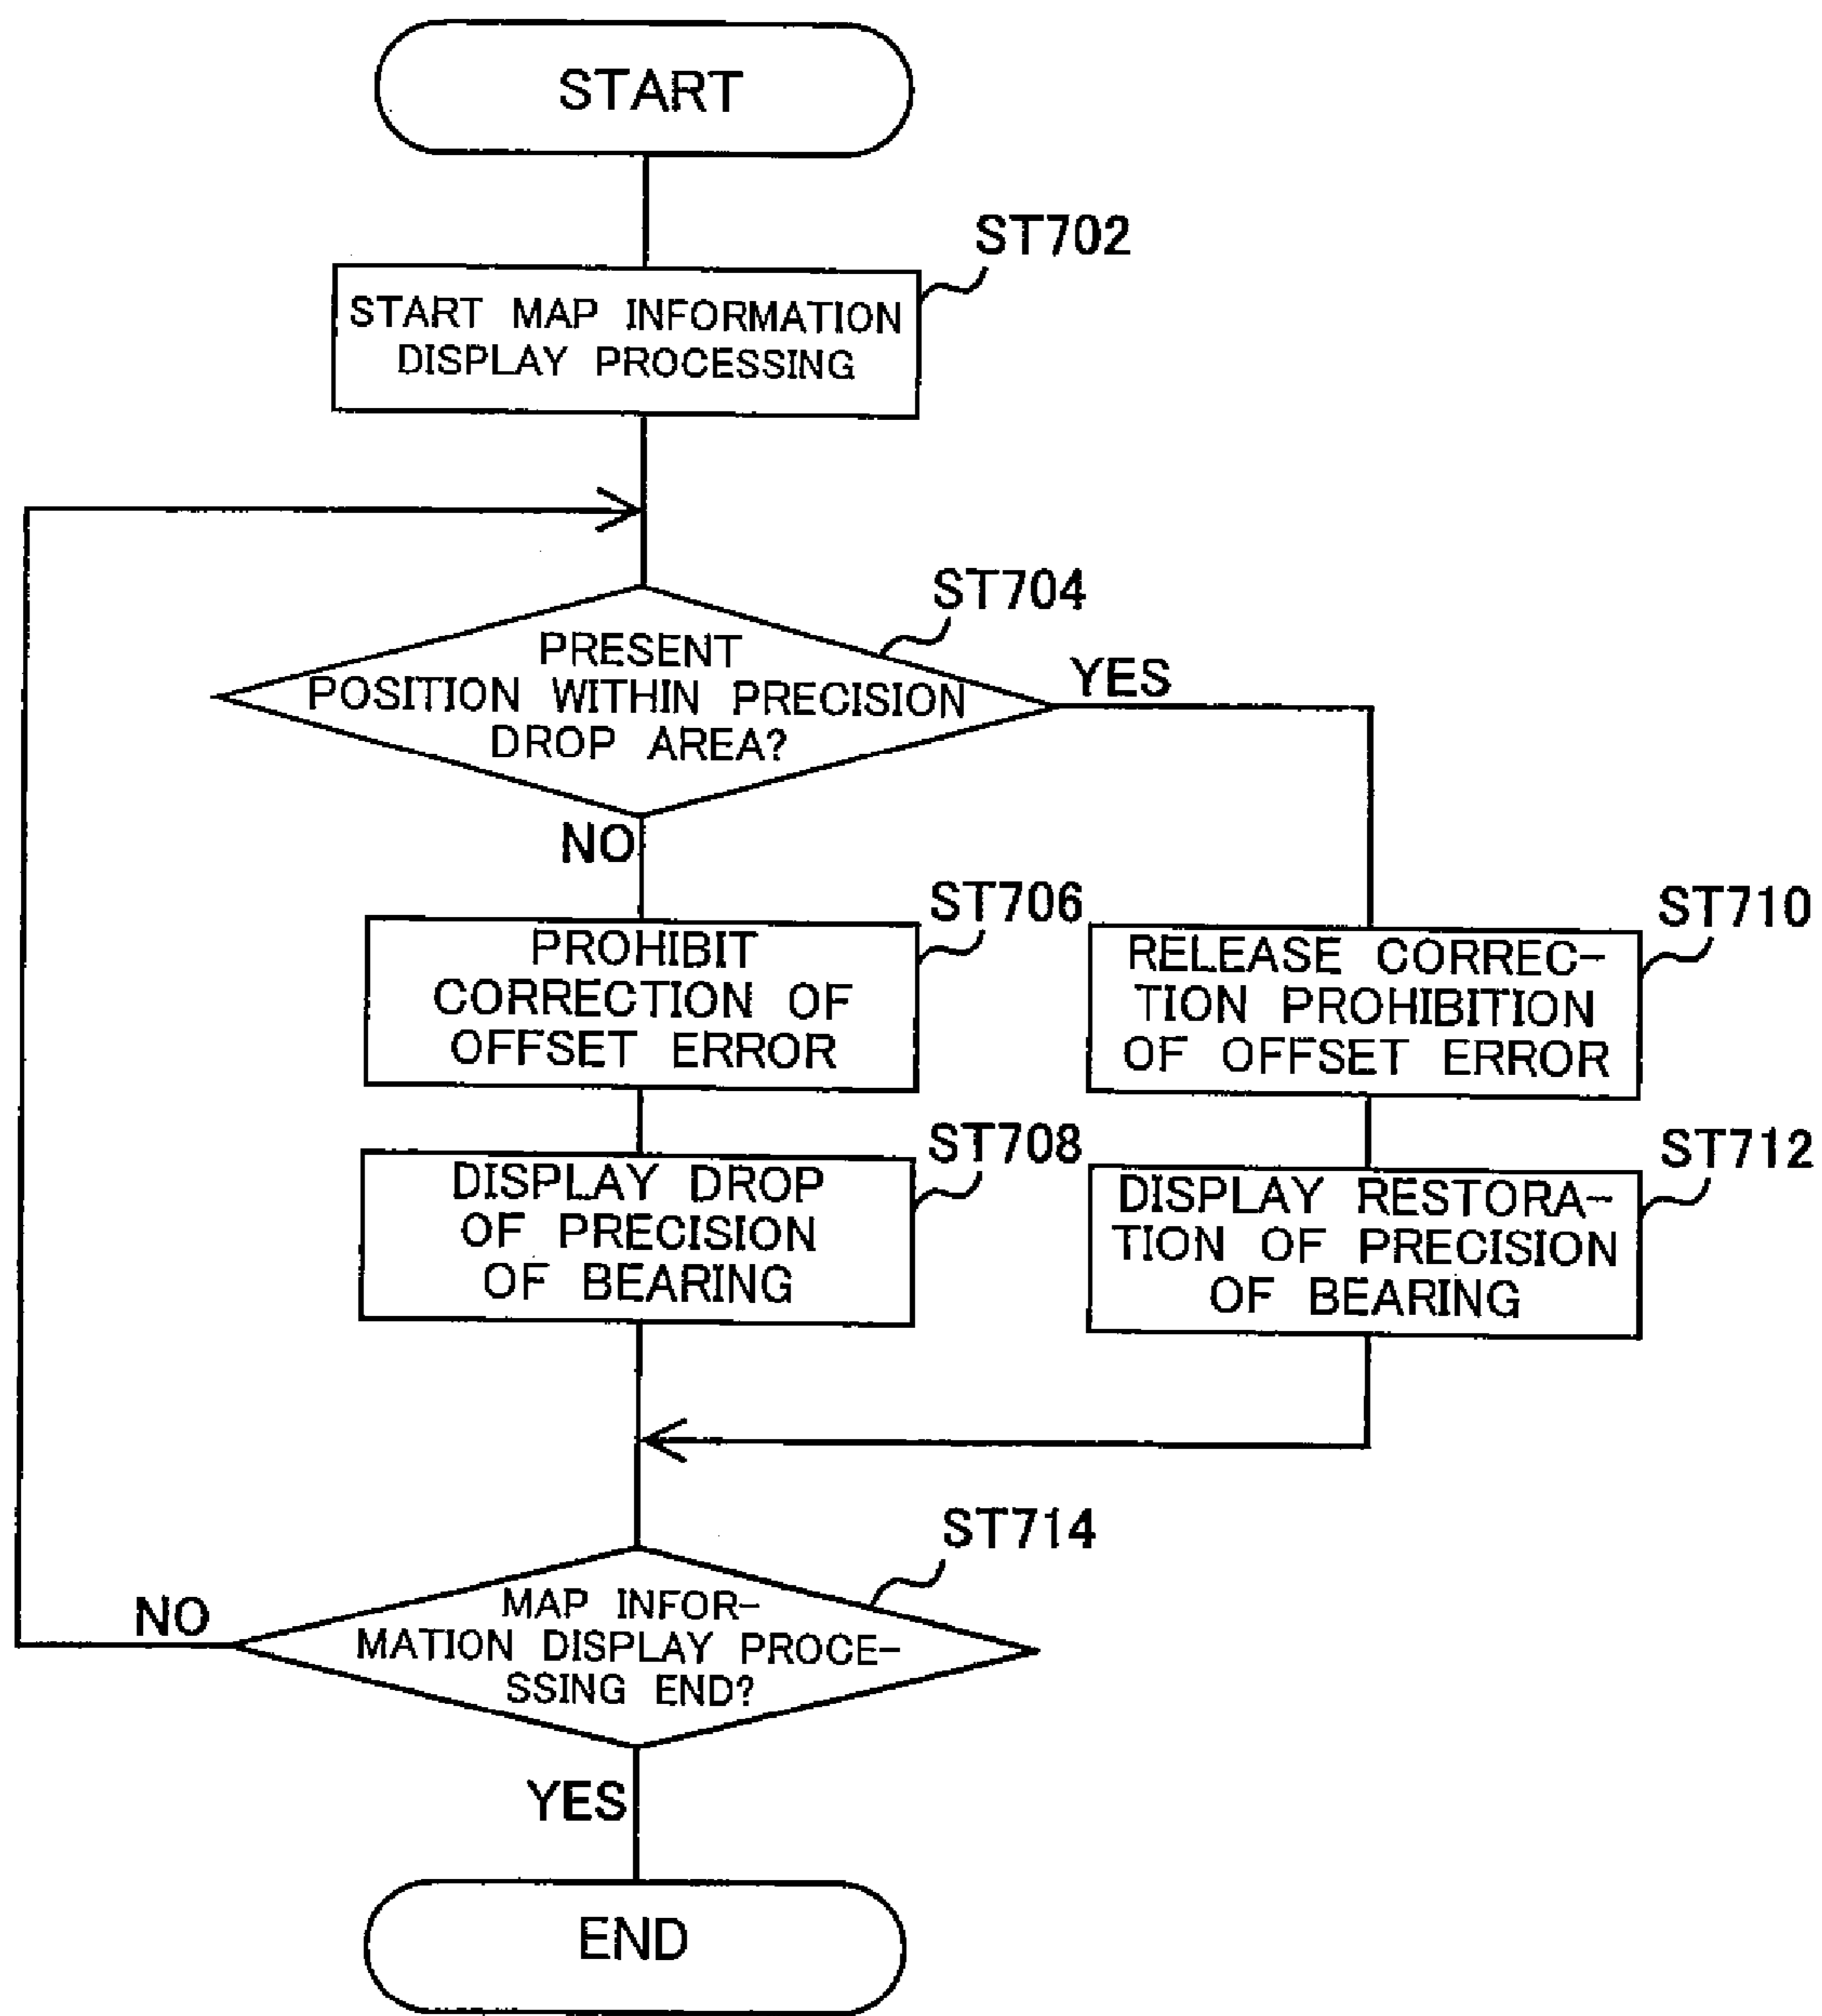 START
ST702
START MAP INFORMATION
DISPLAY PROCESSING
ST704
PRESENT
POSITION WITHIN PRECISION
DROP AREA?
YES
NO
ST706
PROHIBIT
CORRECTION OF
OFFSET ERROR
ST710
RELEASE CORREC-
TION PROHIBITION
OF OFFSET ERROR
ST708
DISPLAY DROP
OF PRECISION
OF BEARING
ST712
DISPLAY RESTORA-
TION OF PRECISION
OF BEARING
ST714
MAP INFOR-
MATION DISPLAY PROCE-
SSING END?
NO
YES
END